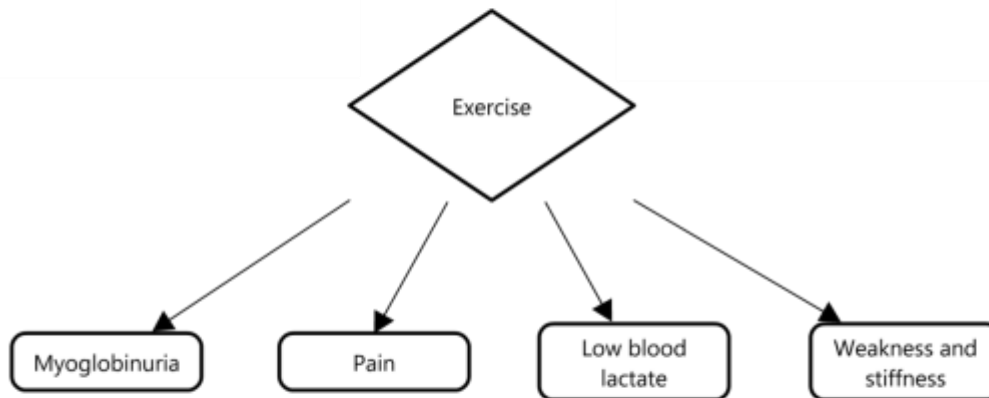 Exercise
Myoglobinuria
Pain
Low blood
lactate
Weakness and
stiffness